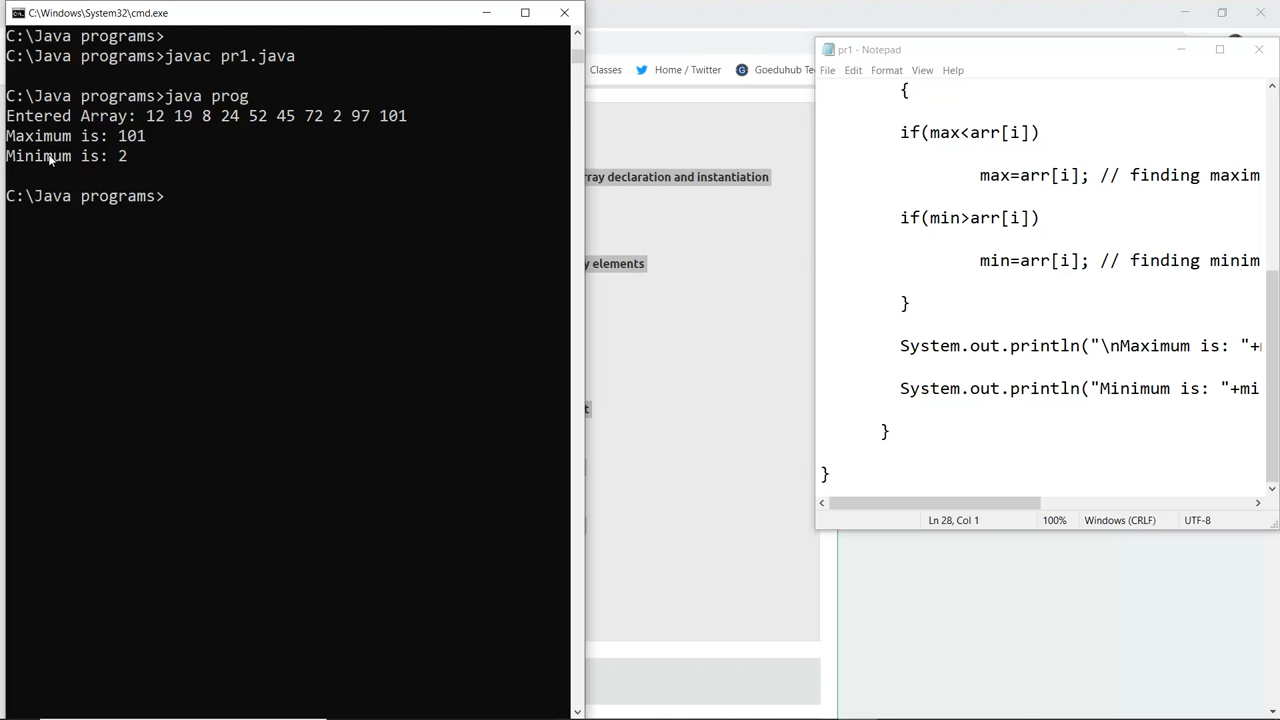 C:\Windows\System32\cmd.exe
C:\Java programs>
C:\Java programs>javac pr1.java
C:\Java programs>java prog
Entered Array: 12 19 8 24 52 45 72 2 97 101
Maximum is: 101
Minimum is: 2
C:\Java programs>
Classes
Home / Twitter
G
Goeduhub Te
ray declaration and instantiation
y elements
t
pr1 - Notepad
File Edit Format View Help
{
if(max<arr[i])
max=arr[i]; // finding maxim
if(min>arr[i])
min=arr[i]; // finding minim
}
System.out.println("\nMaximum is: "+
System.out.println("Minimum is: "+mi
}
}
Ln 28, Col 1
100%
Windows (CRLF)
UTF-8